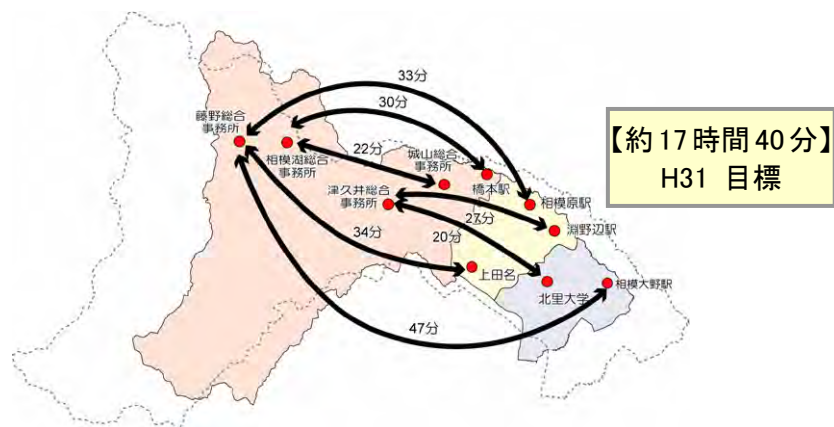 33分
30分
藤野総合
事務所
相模湖総合
事務所
22分
城山総合
事務所
橋本駅
津久井総合
事務所
相模原駅
27分
淵野辺駅
34分
20分
上田名
北里大学
相模大野駅
47分
【約17時間40分】
H31 目標